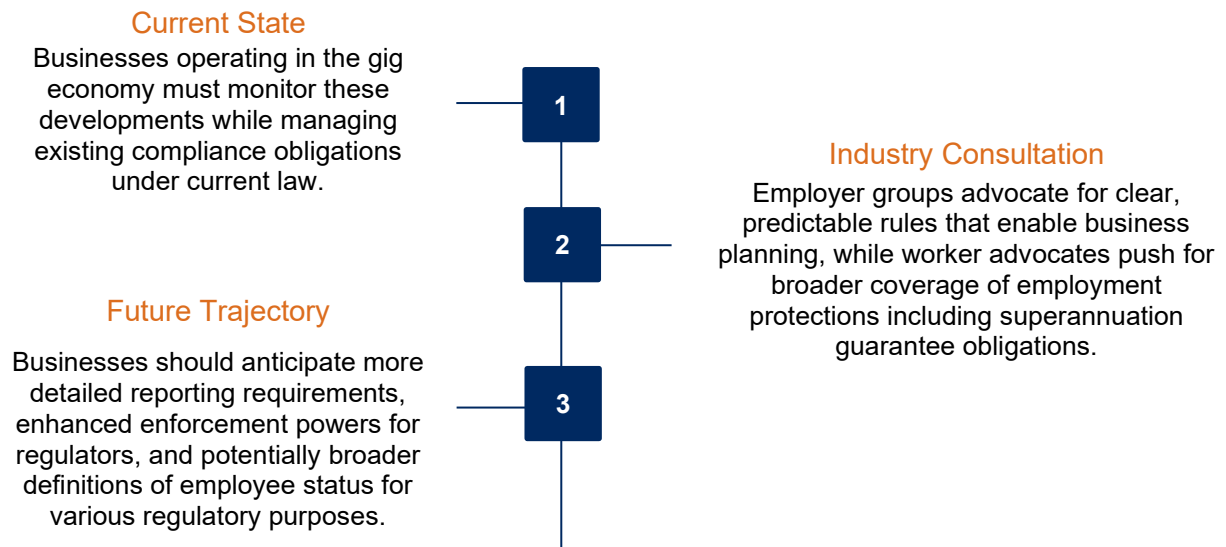 Current State
Businesses operating in the gig
economy must monitor these
developments while managing
existing compliance obligations
under current law.
1
2
Industry Consultation
Employer groups advocate for clear,
predictable rules that enable business
planning, while worker advocates push for
broader coverage of employment
protections including superannuation
guarantee obligations.
Future Trajectory
Businesses should anticipate more
detailed reporting requirements,
enhanced enforcement powers for
regulators, and potentially broader
definitions of employee status for
various regulatory purposes.
3